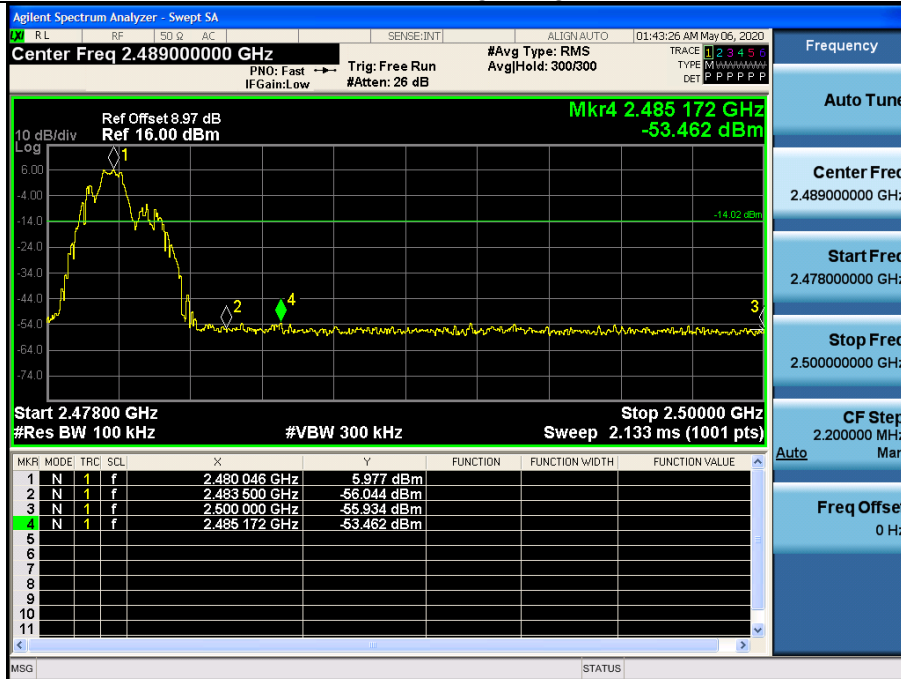 Agilent Spectrum Analyzer - Swept SA
LXI RL RF 50 Ω AC SENSE:INT ALIGN AUTO 01:43:26 AM May 06, 2020
Center Freq 2.489000000 GHz
PNO: Fast
IFGain:Low
Trig: Free Run
#Atten: 26 dB
#Avg Type: RMS
Avg|Hold: 300/300
TRACE 1 2 3 4 5 6
TYPE M W W W W W
DET P P P P P P
Mkr4 2.485 172 GHz
-53.462 dBm
Ref Offset 8.97 dB
10 dB/div Ref 16.00 dBm
Log
6.00
-4.00
-14.0
-24.0
-34.0
-44.0
-54.0
-64.0
-74.0
1
-14.02 dBm
2
4
3
Start 2.47800 GHz Stop 2.50000 GHz
#Res BW 100 kHz #VBW 300 kHz Sweep 2.133 ms (1001 pts)
MKR MODE TRC SCL X Y FUNCTION FUNCTION WIDTH FUNCTION VALUE
1 N 1 f 2.480 046 GHz 5.977 dBm
2 N 1 f 2.483 500 GHz -56.044 dBm
3 N 1 f 2.500 000 GHz -55.934 dBm
4 N 1 f 2.485 172 GHz -53.462 dBm
5
6
7
8
9
10
11
MSG STATUS
Frequency
Auto Tune
Center Freq
2.489000000 GHz
Start Freq
2.478000000 GHz
Stop Freq
2.500000000 GHz
CF Step
2.200000 MHz
Auto Man
Freq Offset
0 Hz